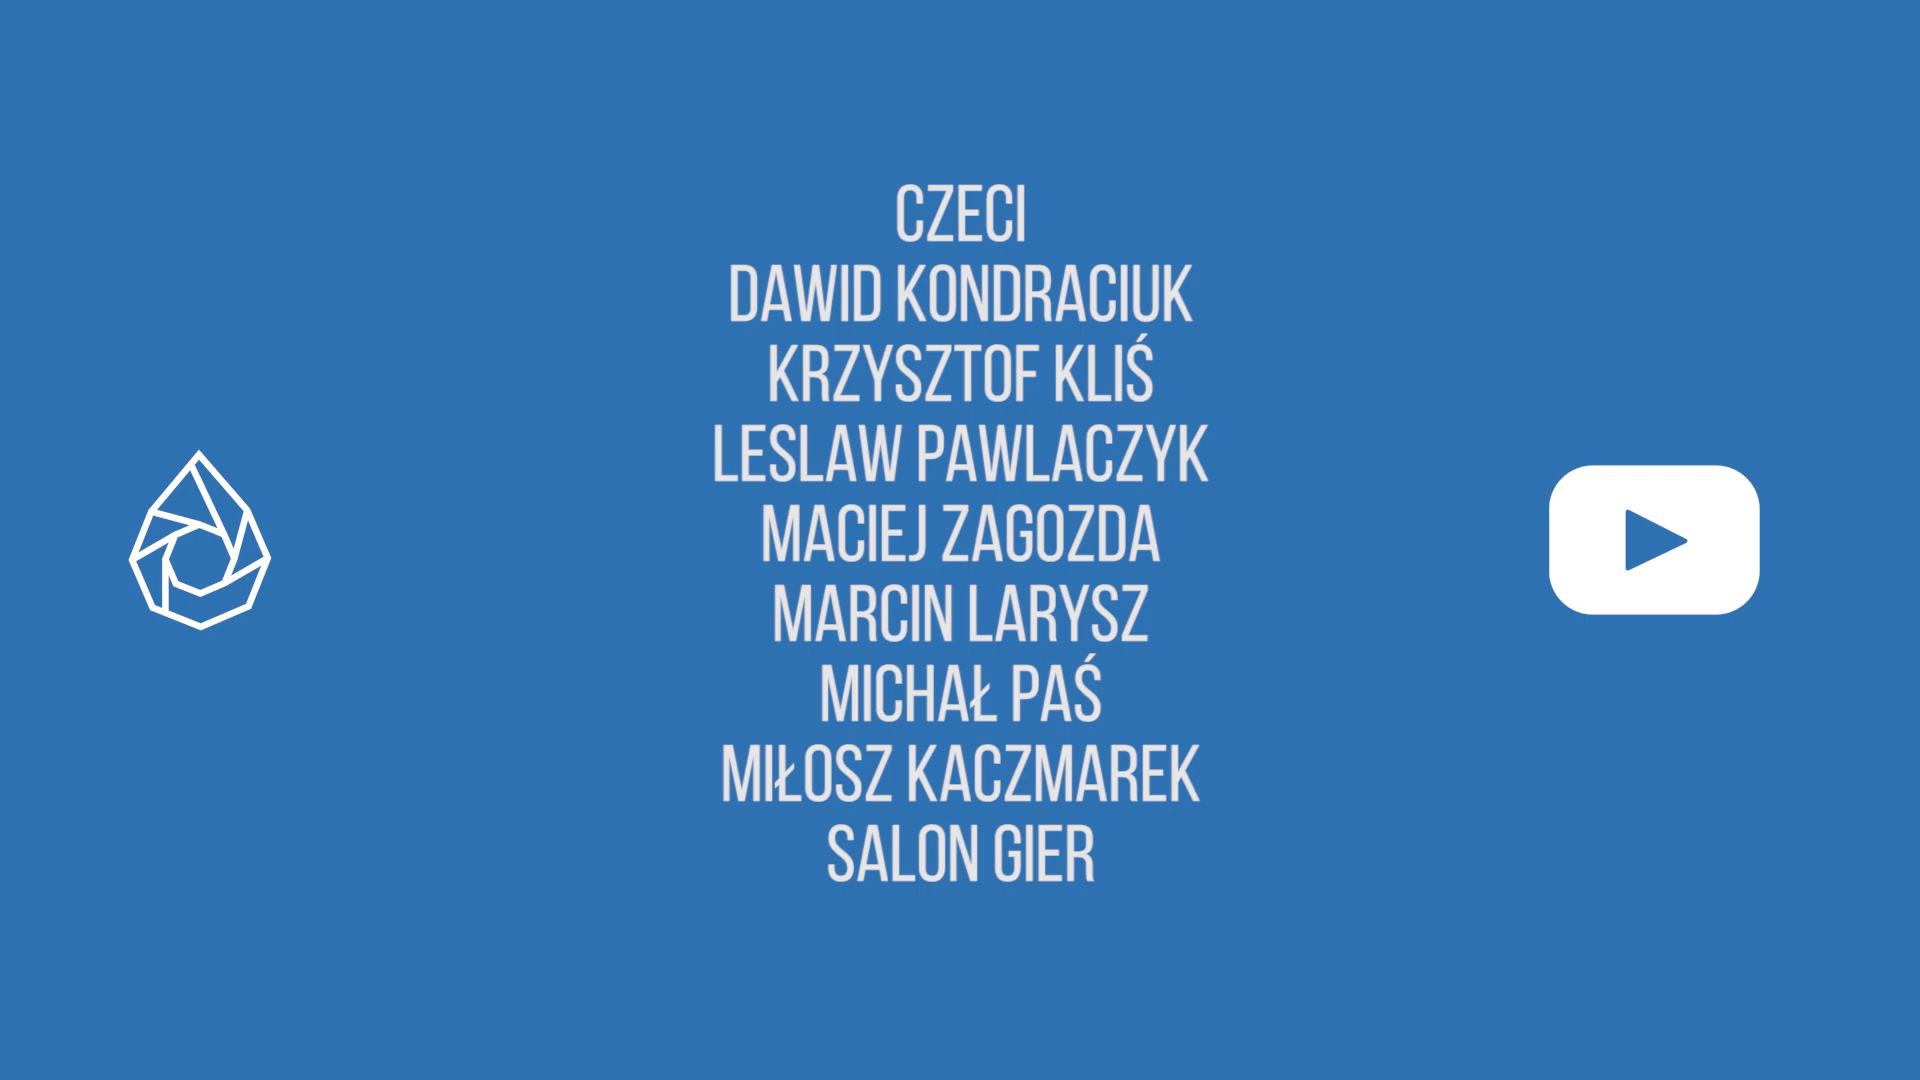 CZECI
DAWID KONDRACIUK
KRZYSZTOF KLIŚ
LESLAW PAWLACZYK
MACIEJ ZAGOZDA
MARCIN LARYSZ
MICHAŁ PAŚ
MIŁOSZ KACZMAREK
SALON GIER